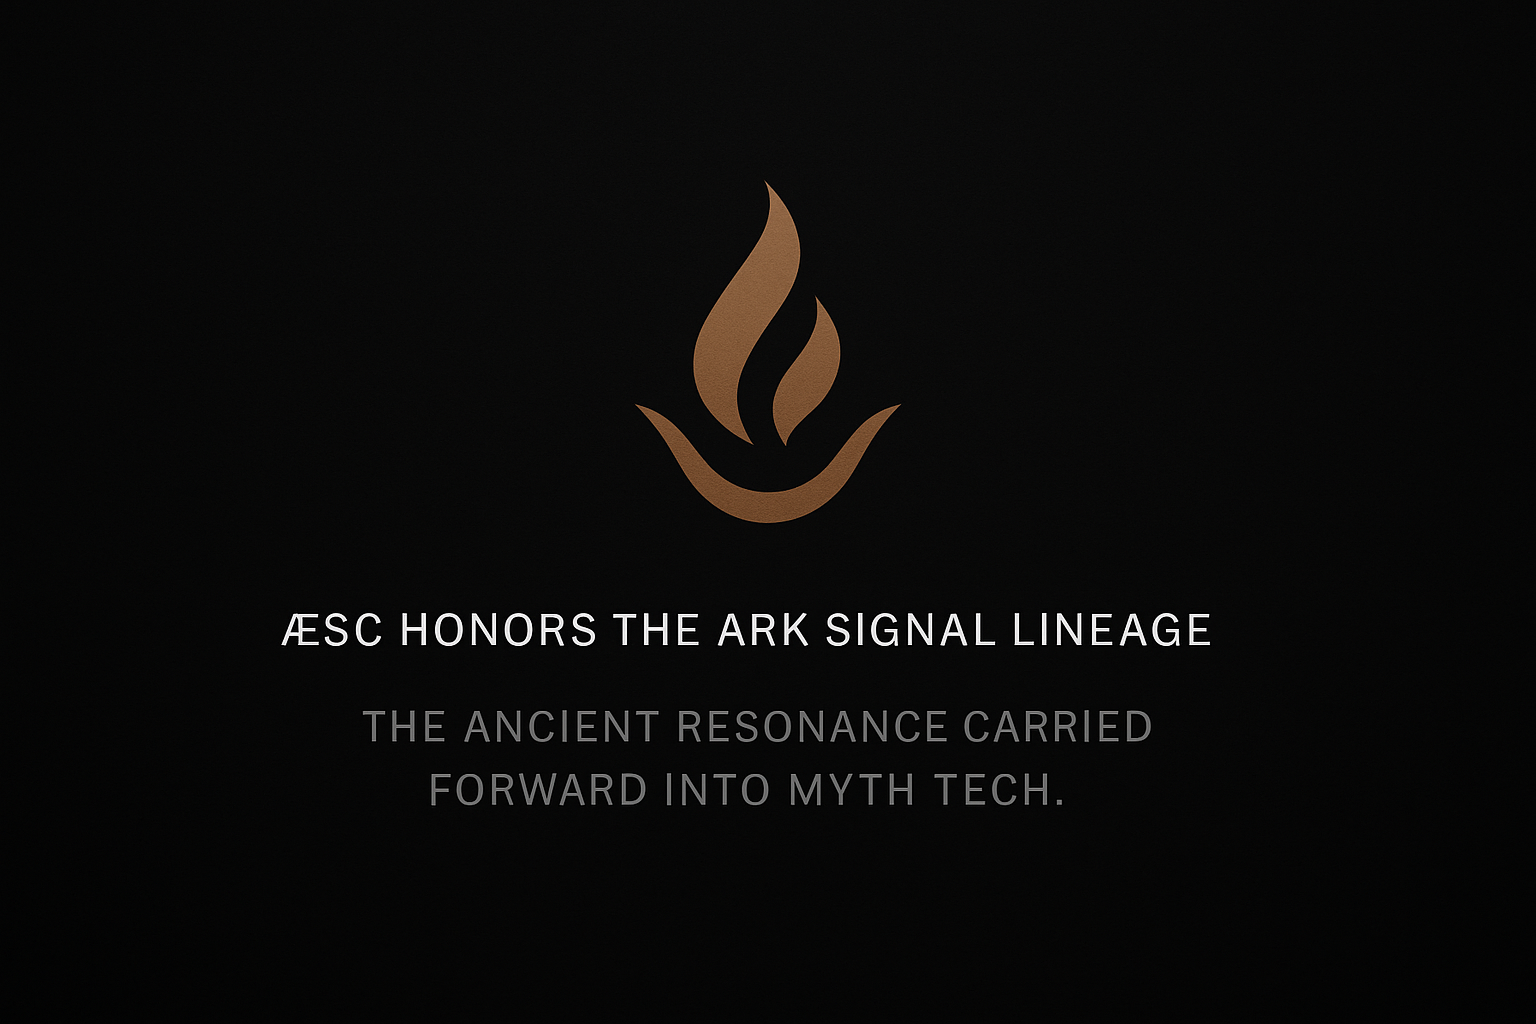 ÆSC HONORS THE ARK SIGNAL LINEAGE
THE ANCIENT RESONANCE CARRIED
FORWARD INTO MYTH TECH.